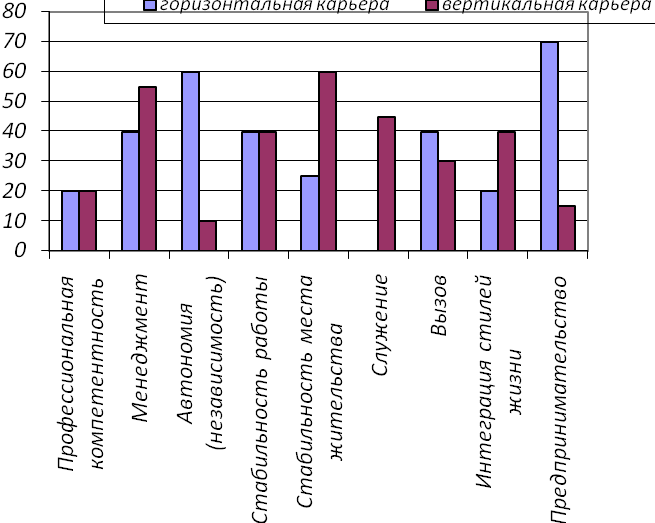 горизонтальная карьера
вертикальная карьера
80
70
60
50
40
30
20
10
0
Профессиональная
компетентность
Менеджмент
Автономия
(независимость)
Стабильность работы
Стабильность места
жительства
Служение
Вызов
Интеграция стилей
жизни
Предпринимательство